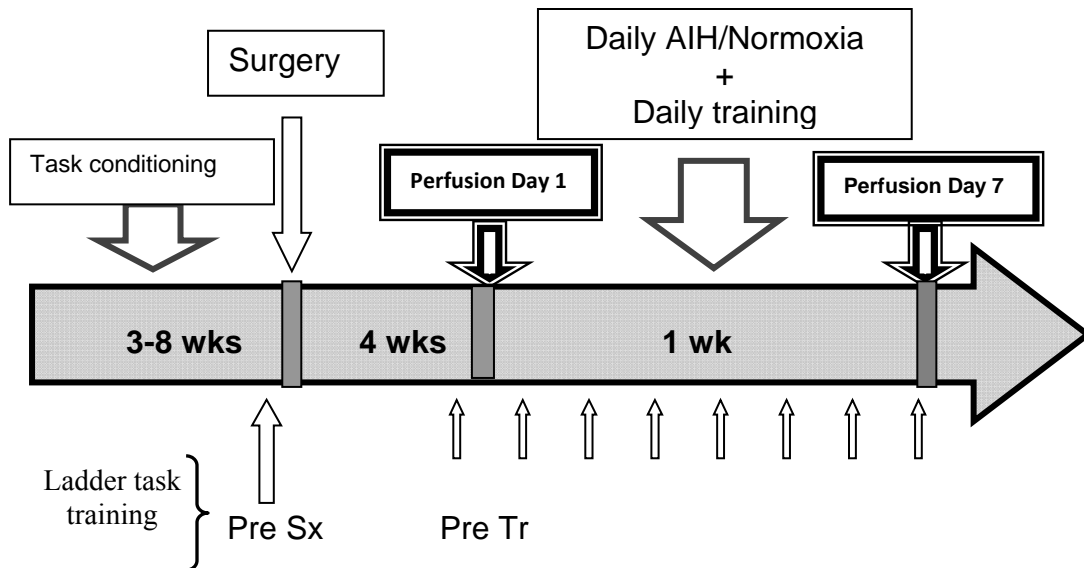 Surgery
Daily AIH/Normoxia
+
Daily training
Task conditioning
Perfusion Day 1
Perfusion Day 7
3-8 wks
4 wks
1 wk
Ladder task
training
Pre Sx
Pre Tr